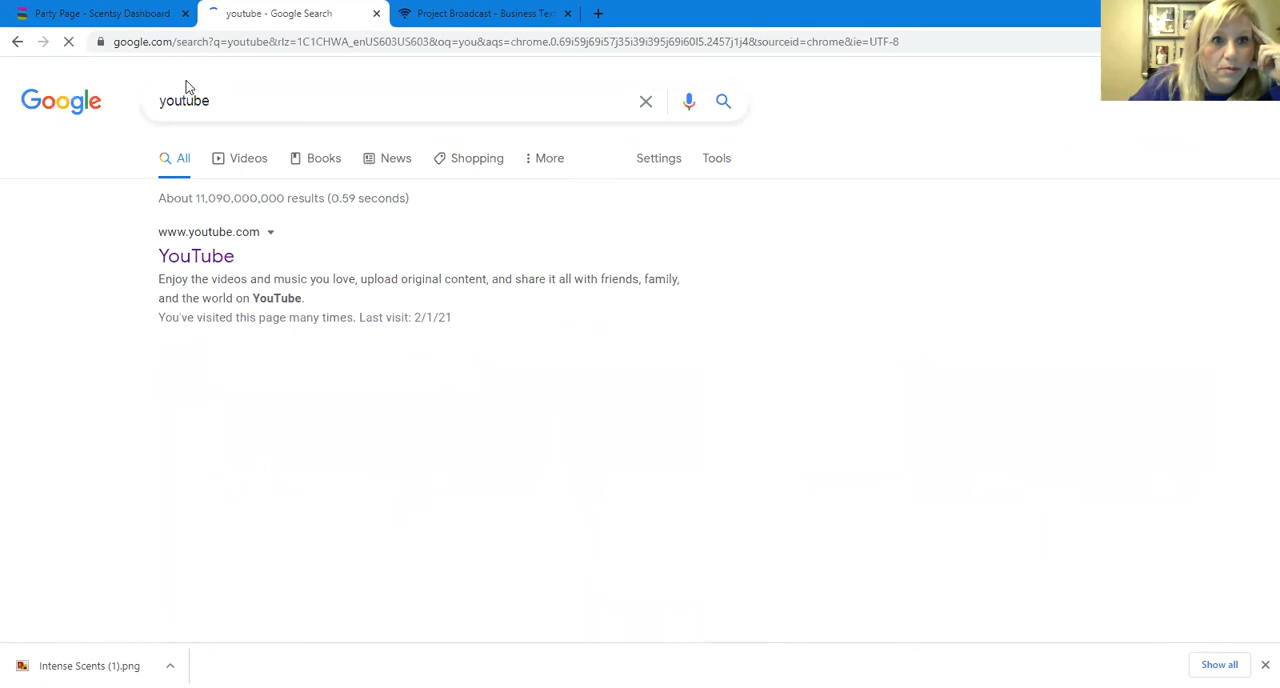 Party Page - Scentsy Dashboard
youtube - Google Search
Project Broadcast - Business Tex
google.com/search?q=youtube&rlz=1C1CHWA_enUS603US603&oq=you&aqs=chrome.0.69i59j69i57j35i39i395j69i60l5.2457j1j4&sourceid=chrome&ie=UTF-8
Google
youtube
All
Videos
Books
News
Shopping
More
Settings
Tools
About 11,090,000,000 results (0.59 seconds)
www.youtube.com
YouTube
Enjoy the videos and music you love, upload original content, and share it all with friends, family,
and the world on YouTube.
You've visited this page many times. Last visit: 2/1/21
Intense Scents (1).png
Show all